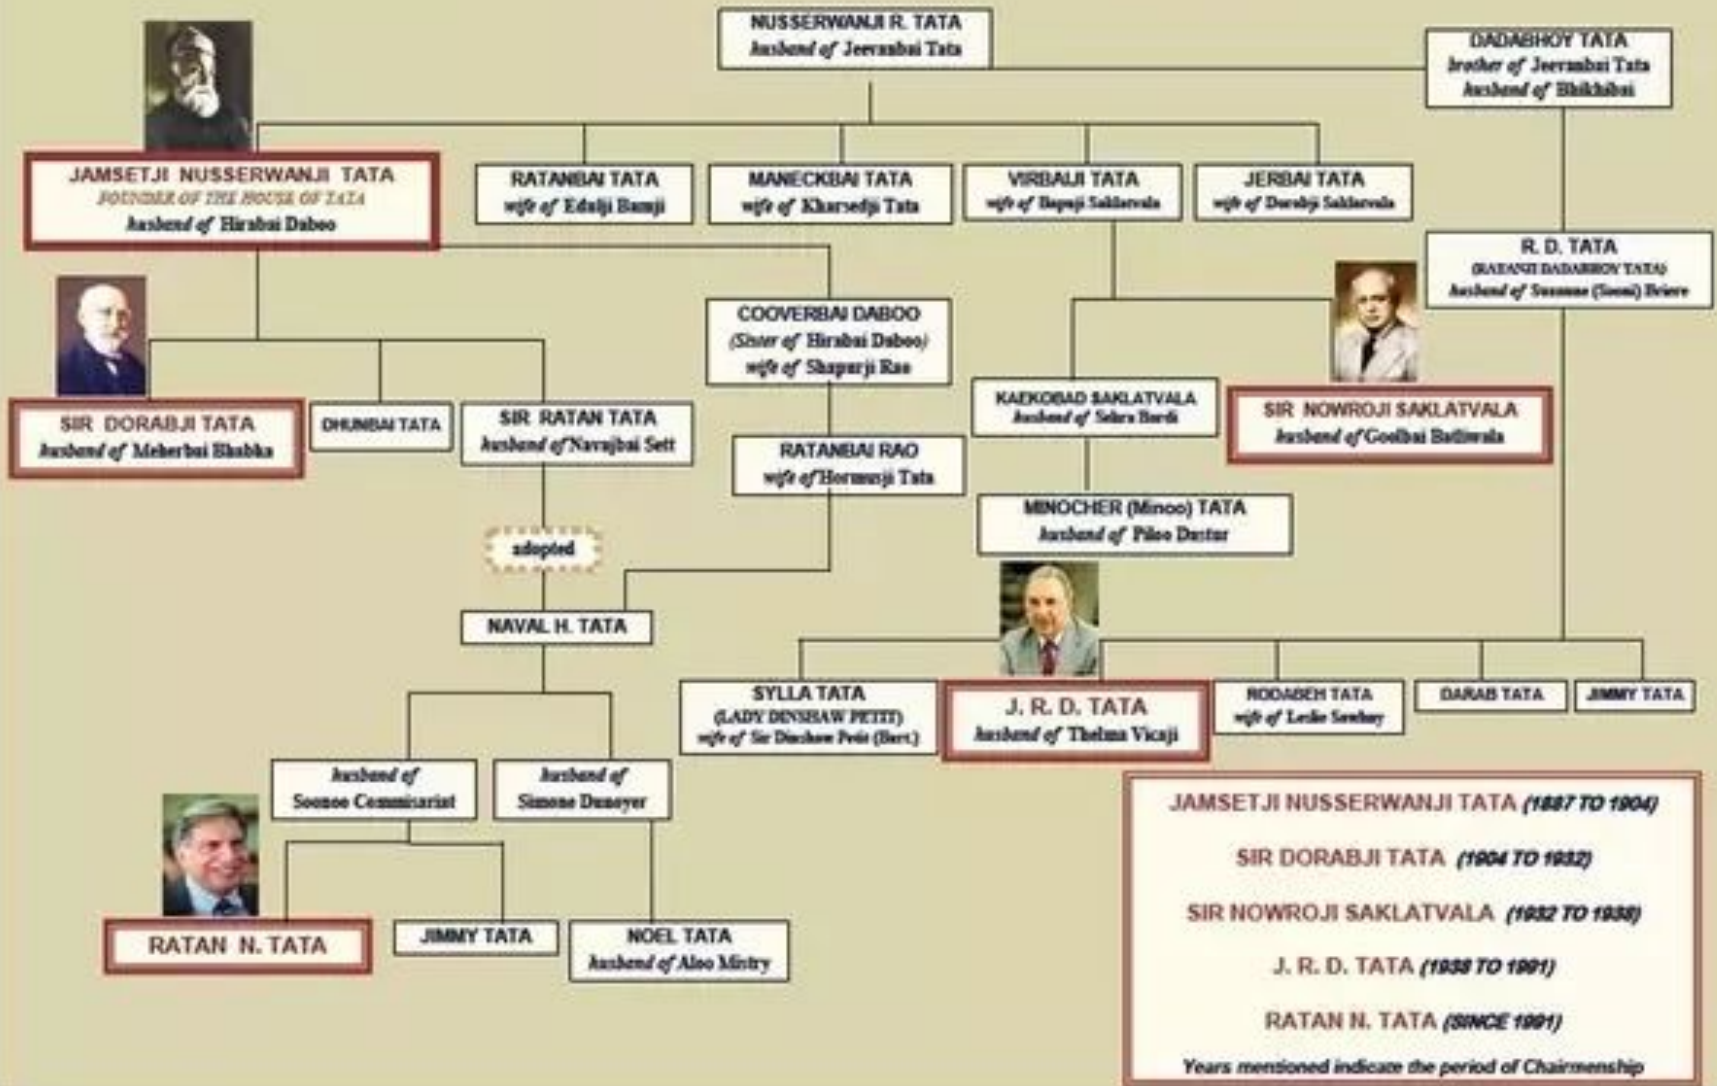 NUSSERWANJI R. TATA
husband of Jeevanbai Tata
DADABHOY TATA
brother of Jeevanbai Tata
husband of Bhikhibai
JAMSETJI NUSSERWANJI TATA
FOUNDER OF THE HOUSE OF TATA
husband of Hirabai Daboo
RATANBAI TATA
wife of Edulji Bamji
MANECKBAI TATA
wife of Kharsedji Tata
VIRBAIJI TATA
wife of Bapuji Saklatvala
JERBAI TATA
wife of Dorabji Saklatvala
R. D. TATA
(RATANJI DADABHOY TATA)
husband of Suzanne (Sooni) Briere
COOVERBAI DABOO
(Sister of Hirabai Daboo)
wife of Shapurji Rao
SIR DORABJI TATA
husband of Meherbai Bhabha
DHUNBAI TATA
SIR RATAN TATA
husband of Navajbai Sett
RATANBAI RAO
wife of Hormusji Tata
KAEKOBAD SAKLATVALA
husband of Sehra
SIR NOWROJI SAKLATVALA
husband of Goolbai Batliwala
MINOCHER (Minoo) TATA
husband of Piloo Dastur
adopted
NAVAL H. TATA
SYLLA TATA
(LADY DINSHAW PETIT)
wife of Sir Dinshaw Petit (Bart.)
J. R. D. TATA
husband of Thelma Vicaji
RODABEH TATA
wife of Leslie Sawhny
DARAB TATA
JIMMY TATA
husband of
Soonoo Commisariat
husband of
Simone Dunoyer
RATAN N. TATA
JIMMY TATA
NOEL TATA
husband of Aloo Mistry
JAMSETJI NUSSERWANJI TATA (1887 TO 1904)
SIR DORABJI TATA (1904 TO 1932)
SIR NOWROJI SAKLATVALA (1932 TO 1938)
J. R. D. TATA (1938 TO 1991)
RATAN N. TATA (SINCE 1991)
Years mentioned indicate the period of Chairmenship